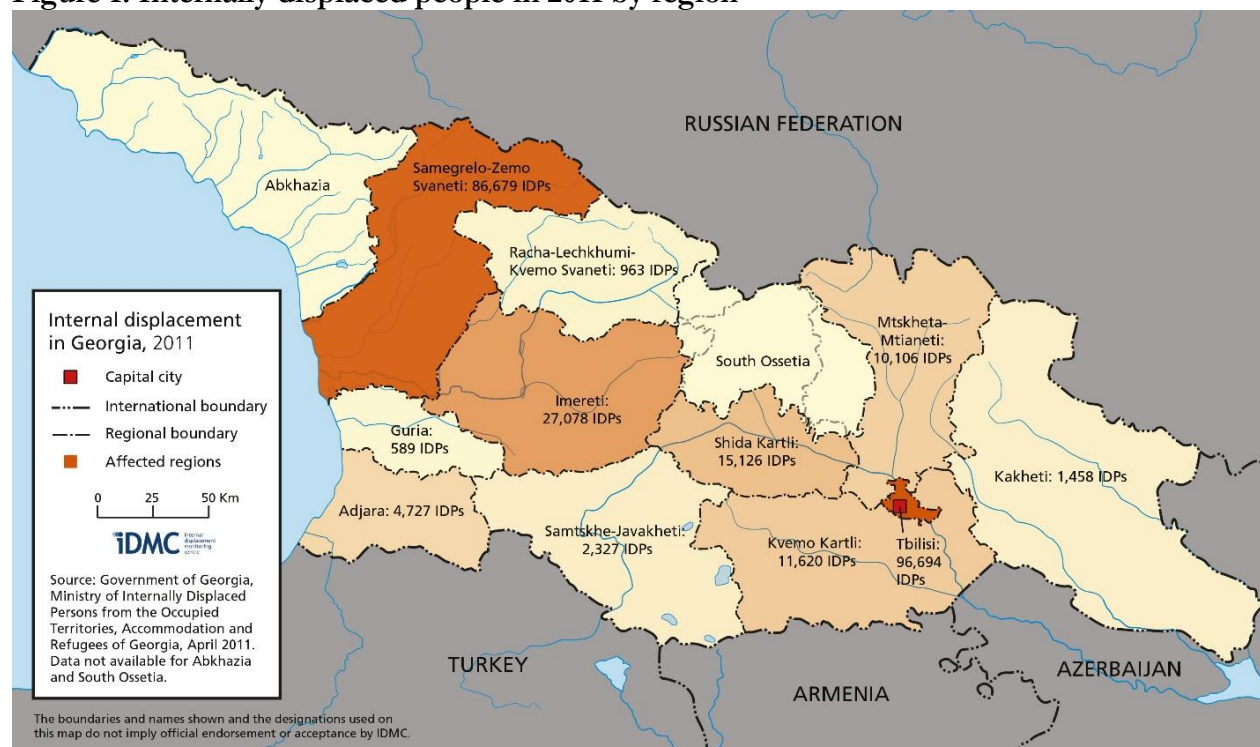 Figure 1. Internally displaced people in 2011 by region
RUSSIAN FEDERATION
Abkhazia
Samegrelo-Zemo
Svaneti: 86,679 IDPs
Racha-Lechkhumi-
Kvemo Svaneti: 963 IDPs
Mtskheta-
Mtianeti:
10,106 IDPs
South Ossetia
Imereti:
27,078 IDPs
Guria:
589 IDPs
Shida Kartli:
15,126 IDPs
Kakheti: 1,458 IDPs
Adjara: 4,727 IDPs
Samtskhe-Javakheti:
2,327 IDPs
Kvemo Kartli:
11,620 IDPs
Tbilisi:
96,694
IDPs
TURKEY
ARMENIA
AZERBAIJAN
Internal displacement
in Georgia, 2011
Capital city
International boundary
Regional boundary
Affected regions
0 25 50 Km
iDMC
internal
displacement
monitoring
centre
Source: Government of Georgia,
Ministry of Internally Displaced
Persons from the Occupied
Territories, Accommodation and
Refugees of Georgia, April 2011.
Data not available for Abkhazia
and South Ossetia.
The boundaries and names shown and the designations used on
this map do not imply official endorsement or acceptance by IDMC.